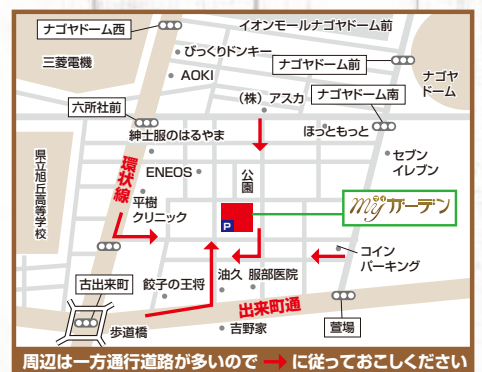 ナゴヤドーム西
イオンモールナゴヤドーム前
びっくりドンキー
三菱電機
ナゴヤドーム前
ナゴヤ
ドーム
AOKI
(株)アスカ
ナゴヤドーム南
六所社前
紳士服のはるやま
ほっともっと
セブン
イレブン
県立旭丘高等学校
環状線
ENEOS
公園
平樹
クリニック
P
myガーデン
マイ
コイン
パーキング
古出来町
餃子の王将
油久
服部医院
出来町通
歩道橋
吉野家
萱場
周辺は一方通行道路が多いので→に従っておこしください